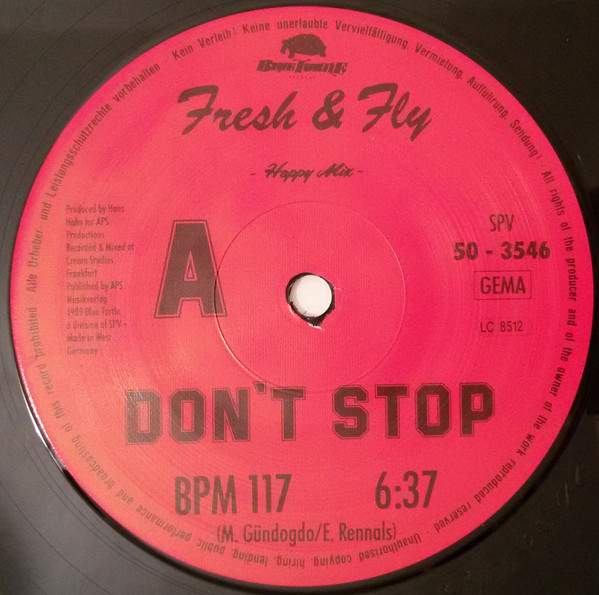 Alle Urheber- und Leistungsschutzrechte vorbehalten · Kein Verleih! Keine unerlaubte Vervielfältigung, Vermietung, Aufführung, Sendung! · All rights of the producer and of the owner of the work reproduced reserved · Unauthorised copying, hiring, lending, public performance and broadcasting of this record prohibited
Blue Turtle
Fresh & Fly
- Happy Mix -
Produced by Hans
Hahn for APS
Productions
Recorded & Mixed at
Cream Studios
Frankfurt
Published by APS
Musikverlag
1989 Blue Turtle,
a division of SPV -
Made in West
Germany
A
SPV
50 - 3546
GEMA
LC 8512
DON'T STOP
BPM 117 6:37
(M. Gündogdo/E. Rennals)